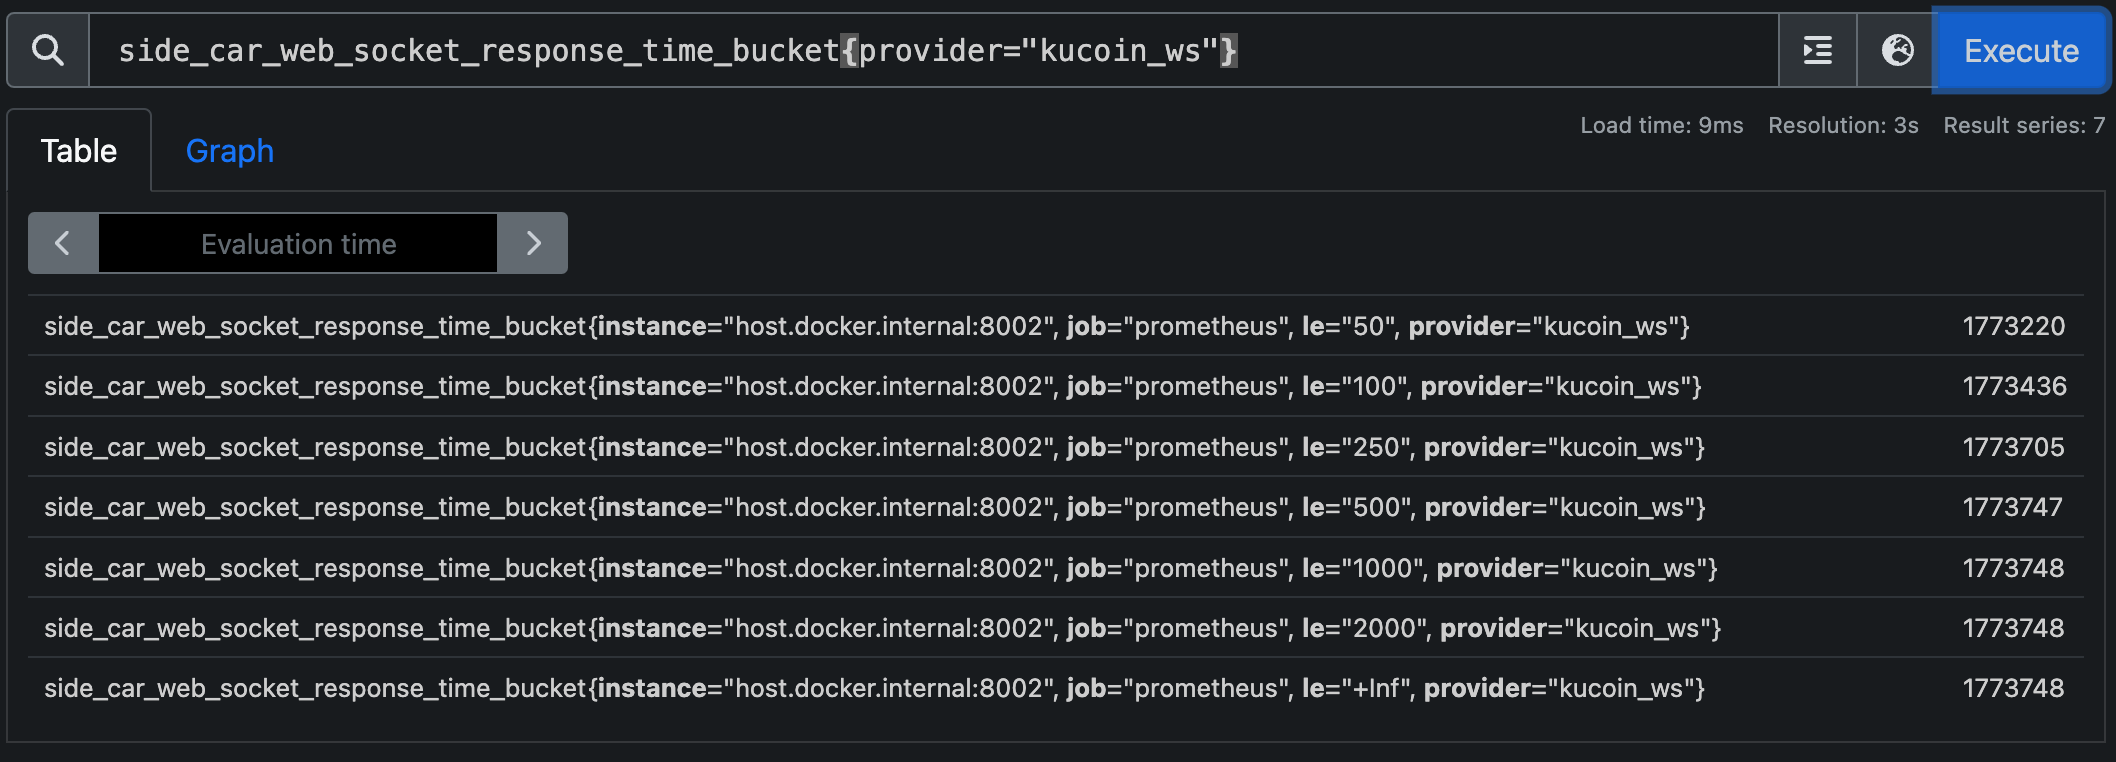 side_car_web_socket_response_time_bucket{provider="kucoin_ws"}
Execute
Table
Graph
Load time: 9ms Resolution: 3s Result series: 7
Evaluation time
side_car_web_socket_response_time_bucket{instance="host.docker.internal:8002", job="prometheus", le="50", provider="kucoin_ws"} 1773220
side_car_web_socket_response_time_bucket{instance="host.docker.internal:8002", job="prometheus", le="100", provider="kucoin_ws"} 1773436
side_car_web_socket_response_time_bucket{instance="host.docker.internal:8002", job="prometheus", le="250", provider="kucoin_ws"} 1773705
side_car_web_socket_response_time_bucket{instance="host.docker.internal:8002", job="prometheus", le="500", provider="kucoin_ws"} 1773747
side_car_web_socket_response_time_bucket{instance="host.docker.internal:8002", job="prometheus", le="1000", provider="kucoin_ws"} 1773748
side_car_web_socket_response_time_bucket{instance="host.docker.internal:8002", job="prometheus", le="2000", provider="kucoin_ws"} 1773748
side_car_web_socket_response_time_bucket{instance="host.docker.internal:8002", job="prometheus", le="+Inf", provider="kucoin_ws"} 1773748